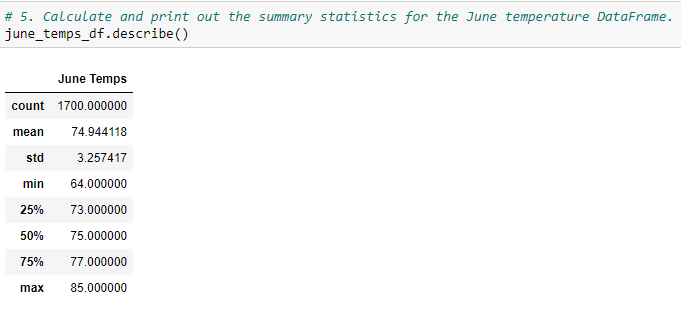 # 5. Calculate and print out the summary statistics for the June temperature DataFrame.
june_temps_df.describe()
June Temps
count 1700.000000
mean 74.944118
std 3.257417
min 64.000000
25% 73.000000
50% 75.000000
75% 77.000000
max 85.000000